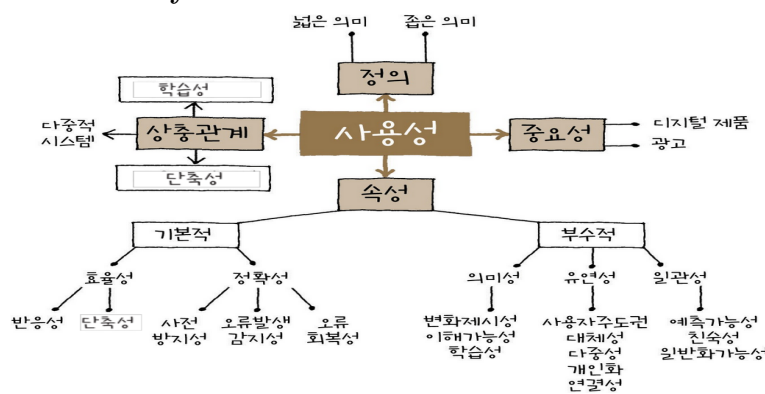 넓은 의미
좁은 의미
정의
학습성
다중적
시스템
상충관계
사용성
중요성
디지털 제품
광고
단축성
속성
기본적
부수적
효율성
정확성
의미성
유연성
일관성
반응성
단축성
사전
방지성
오류발생
감지성
오류
회복성
변화제시성
이해가능성
학습성
사용자주도권
대체성
다중성
개인화
연결성
예측가능성
친숙성
일반화가능성